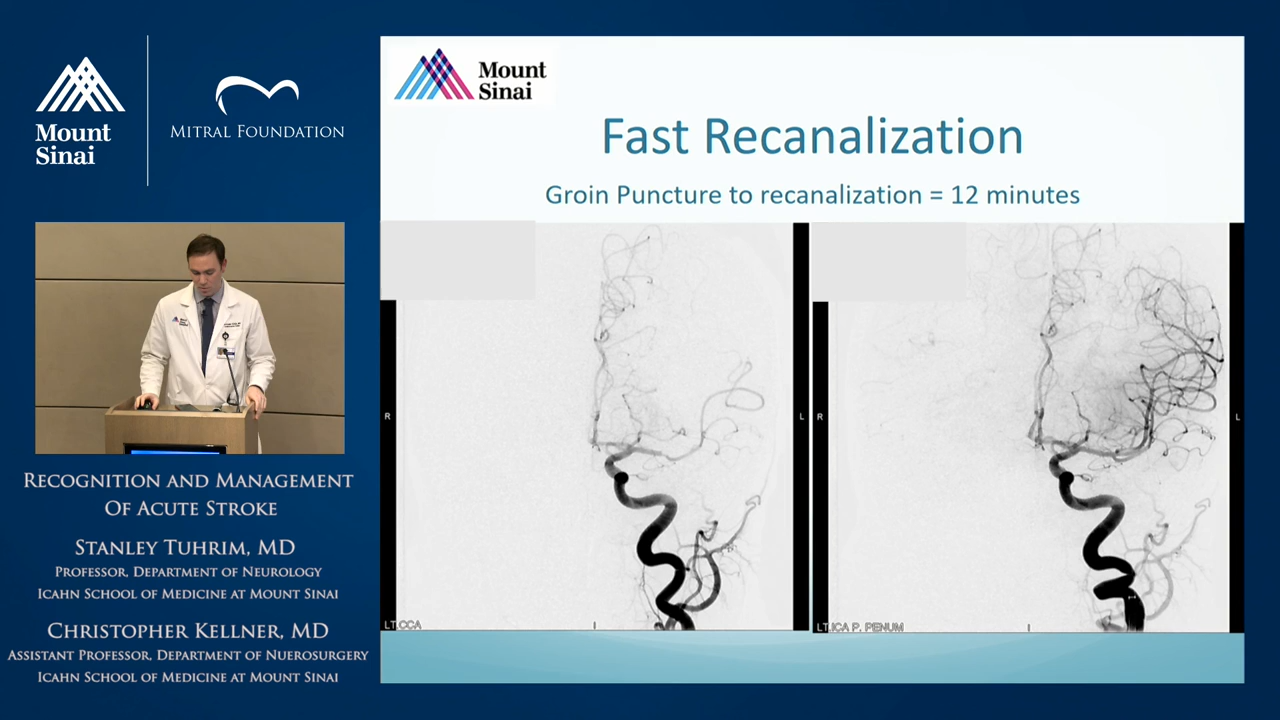 Mount
Sinai
MITRAL FOUNDATION
RECOGNITION AND MANAGEMENT
OF ACUTE STROKE
STANLEY TUHRIM, MD
PROFESSOR, DEPARTMENT OF NEUROLOGY
ICAHN SCHOOL OF MEDICINE AT MOUNT SINAI
CHRISTOPHER KELLNER, MD
ASSISTANT PROFESSOR, DEPARTMENT OF NUEROSURGERY
ICAHN SCHOOL OF MEDICINE AT MOUNT SINAI
Mount
Sinai
Fast Recanalization
Groin Puncture to recanalization = 12 minutes
R
L
LT CCA
R
L
LT ICA P. PENUM